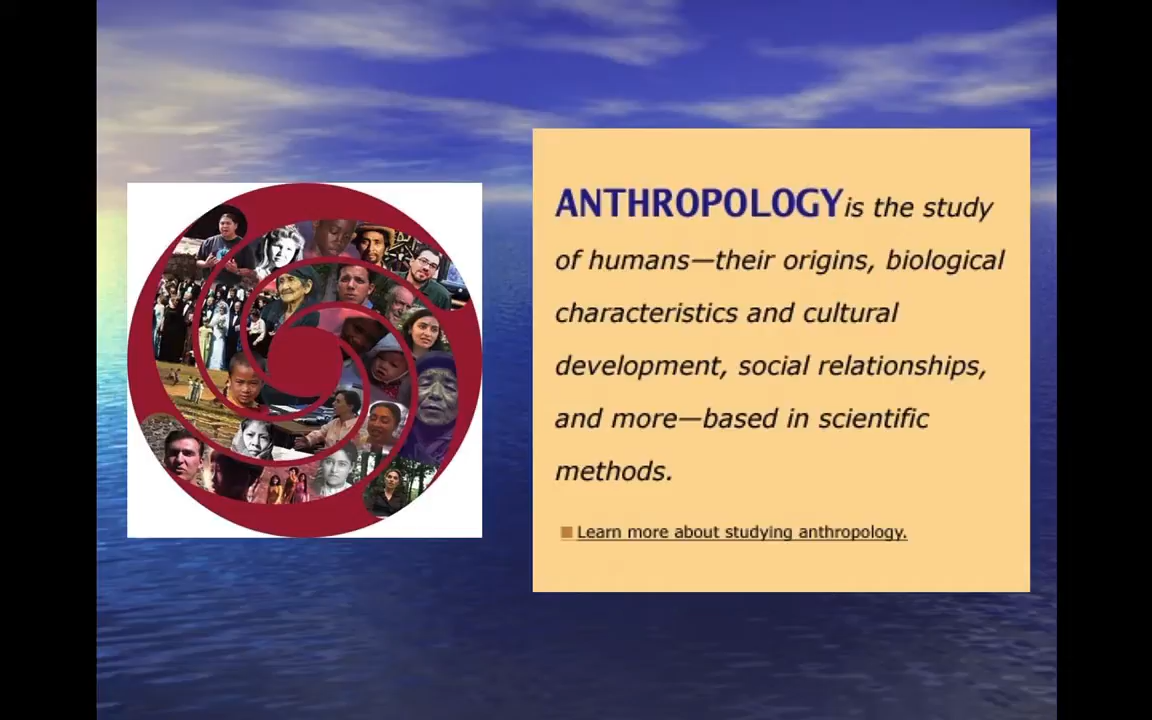 ANTHROPOLOGY is the study
of humans—their origins, biological
characteristics and cultural
development, social relationships,
and more—based in scientific
methods.
Learn more about studying anthropology.